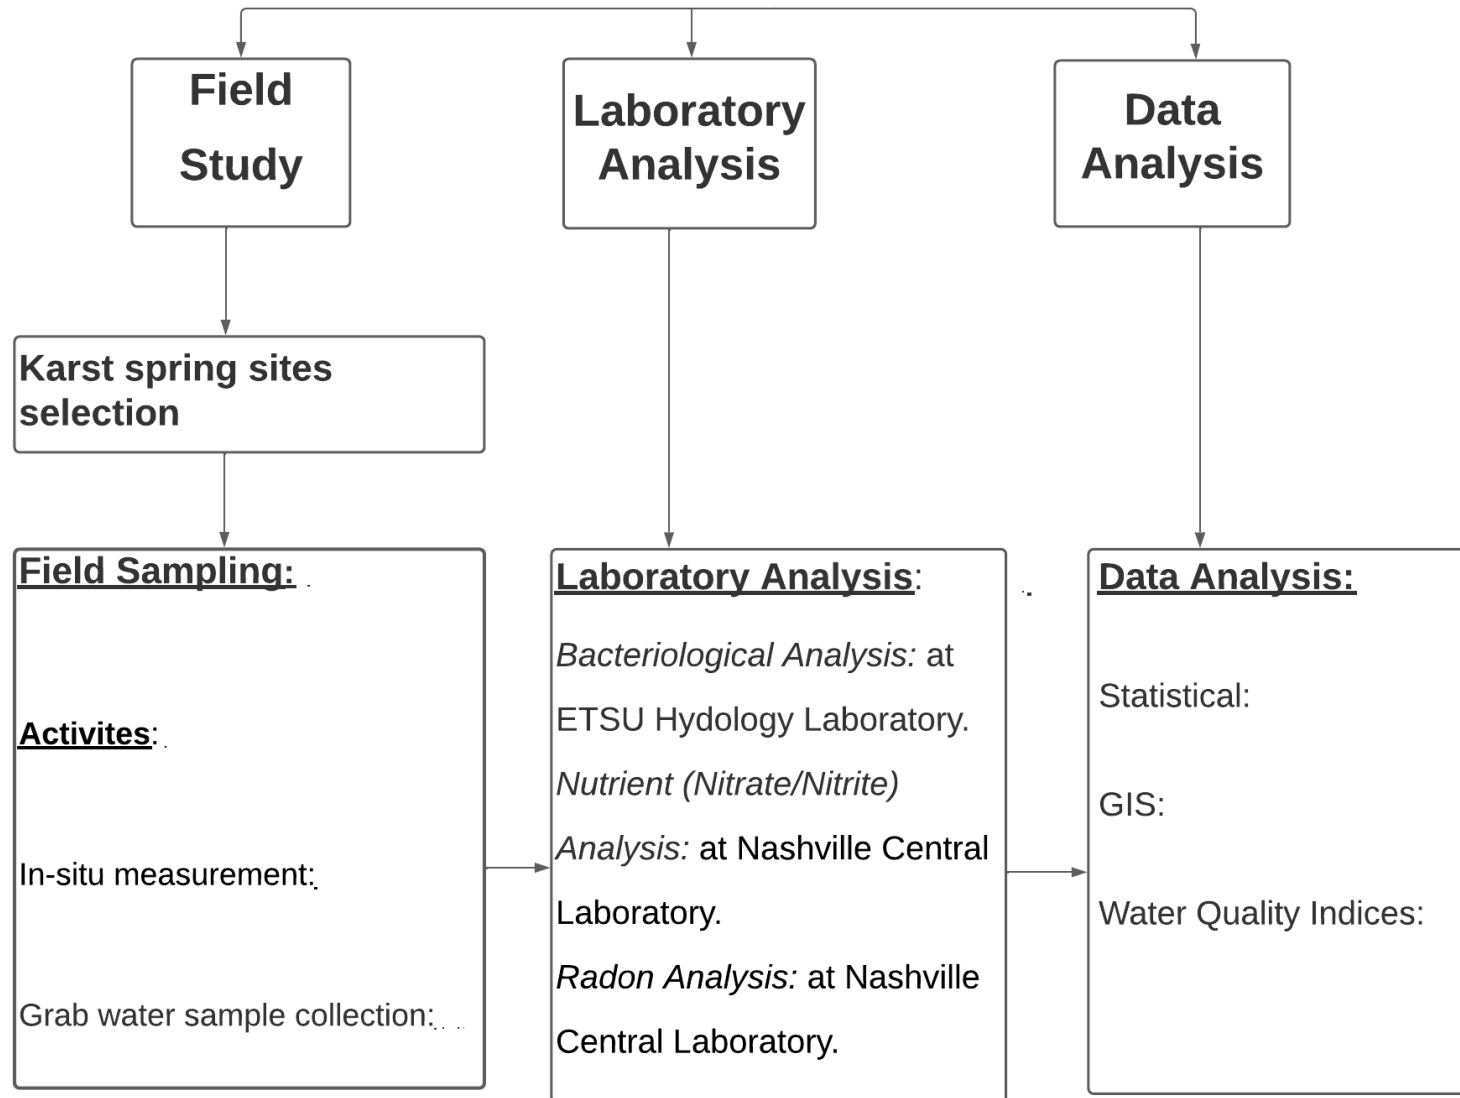 Field
Study
Laboratory
Analysis
Data
Analysis
Karst spring sites
selection
Field Sampling:
Activites:
In-situ measurement:
Grab water sample collection:
Laboratory Analysis:
Bacteriological Analysis: at
ETSU Hydology Laboratory.
Nutrient (Nitrate/Nitrite)
Analysis: at Nashville Central
Laboratory.
Radon Analysis: at Nashville
Central Laboratory.
Data Analysis:
Statistical:
GIS:
Water Quality Indices: